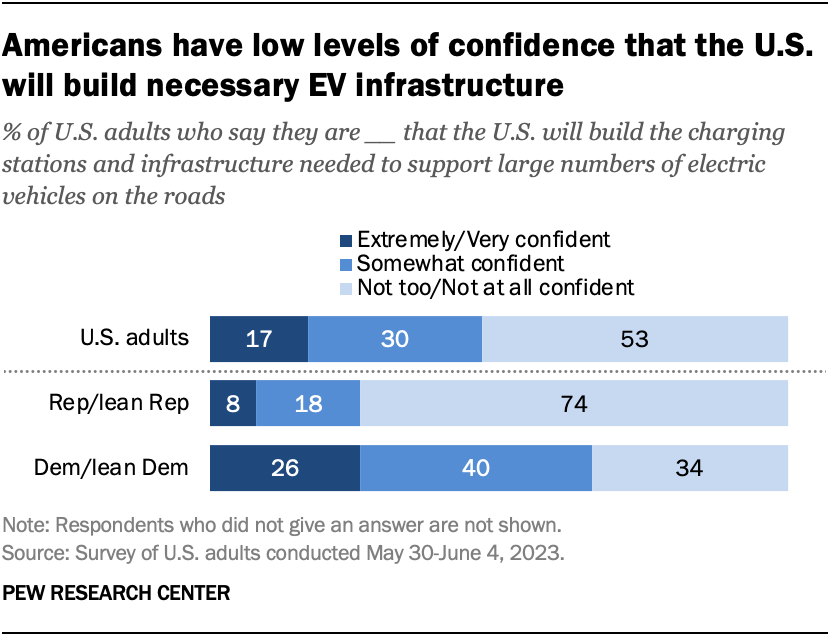 Americans have low levels of confidence that the U.S.
will build necessary EV infrastructure
% of U.S. adults who say they are __ that the U.S. will build the charging
stations and infrastructure needed to support large numbers of electric
vehicles on the roads
Extremely/Very confident
Somewhat confident
Not too/Not at all confident
U.S. adults 17 30 53
Rep/lean Rep 8 18 74
Dem/lean Dem 26 40 34
Note: Respondents who did not give an answer are not shown.
Source: Survey of U.S. adults conducted May 30-June 4, 2023.
PEW RESEARCH CENTER